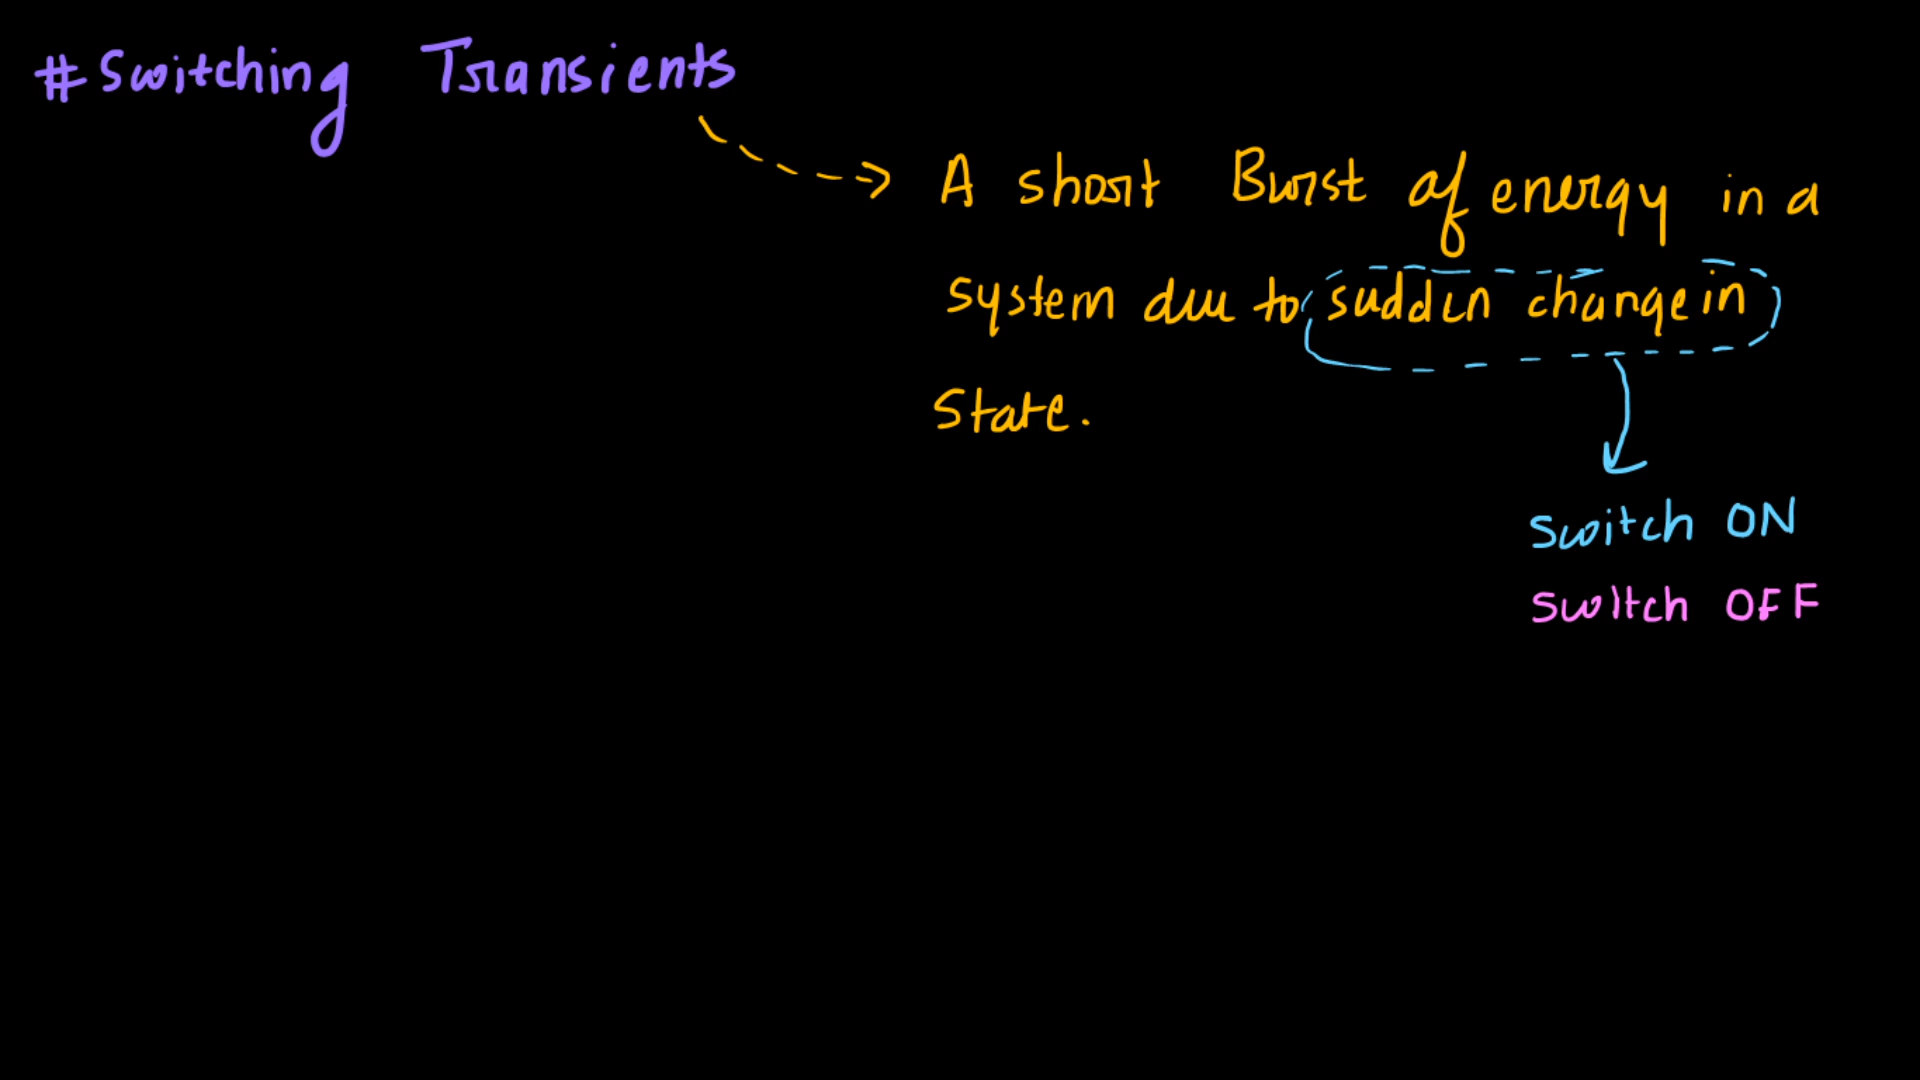 #Switching Transients
A short Burst of energy in a
system due to sudden change in
State.
Switch ON
Switch OFF